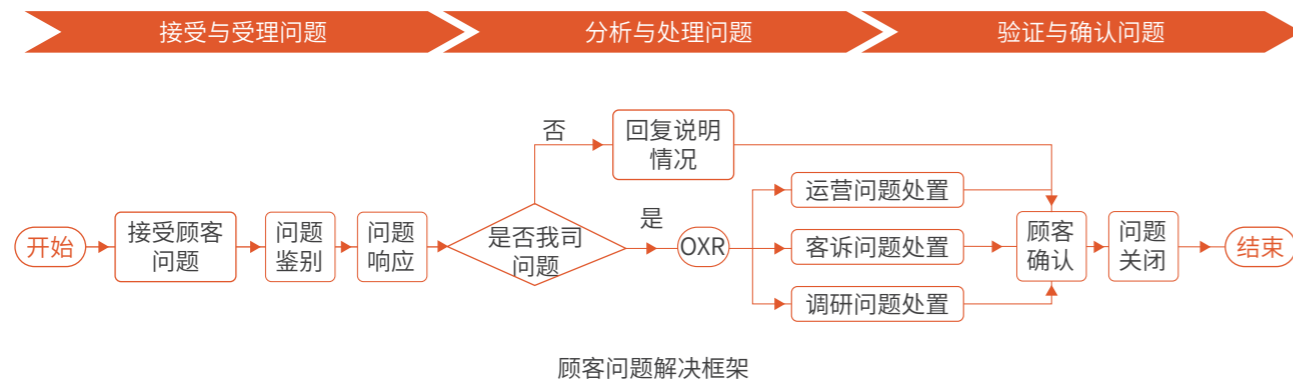 接受与受理问题
分析与处理问题
验证与确认问题
开始
接受顾客
问题
问题
鉴别
问题
响应
是否我司
问题
否
回复说明
情况
是
OXR
运营问题处置
客诉问题处置
调研问题处置
顾客
确认
问题
关闭
结束
顾客问题解决框架